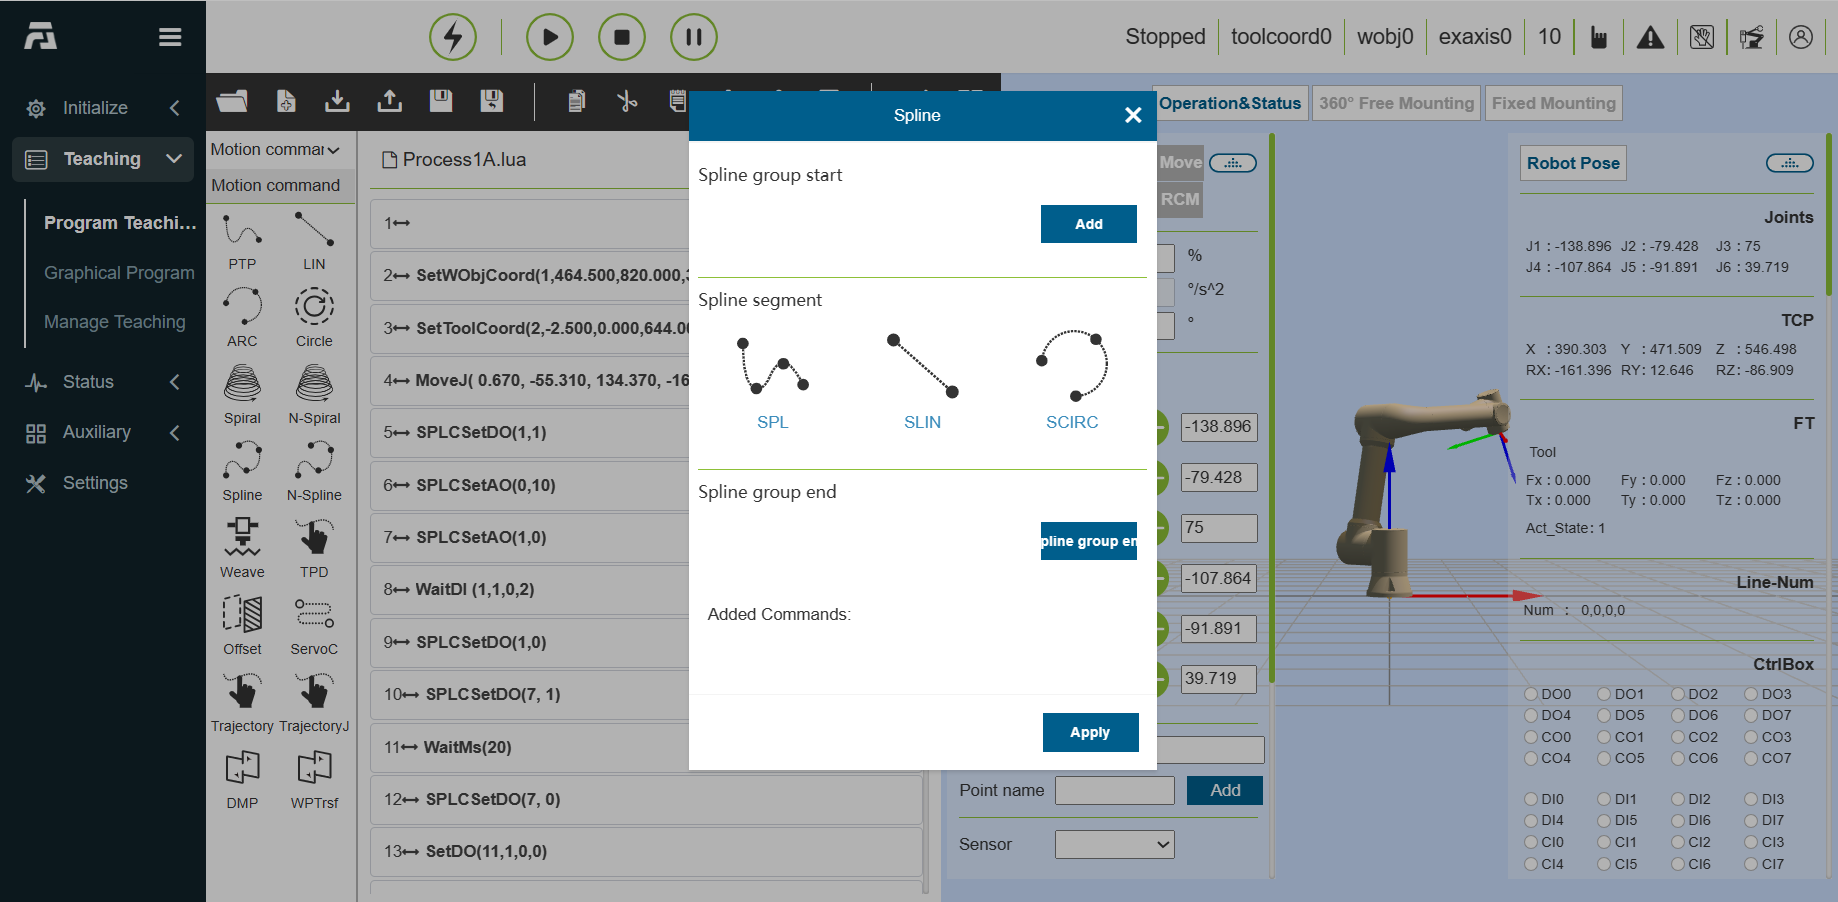 Stopped
toolcoord0
wobj0
exaxis0
10
Initialize
Teaching
Program Teachi...
Graphical Program
Manage Teaching
Status
Auxiliary
Settings
Motion commar
Motion command
PTP
LIN
ARC
Circle
Spiral
N-Spiral
Spline
N-Spline
Weave
TPD
Offset
ServoC
Trajectory
TrajectoryJ
DMP
WPTrsf
Process1A.lua
1
2 SetWObjCoord(1,464.500,820.000,
3 SetToolCoord(2,-2.500,0.000,644.0
4 MoveJ( 0.670, -55.310, 134.370, -16
5 SPLCSetDO(1,1)
6 SPLCSetAO(0,10)
7 SPLCSetAO(1,0)
8 WaitDI (1,1,0,2)
9 SPLCSetDO(1,0)
10 SPLCSetDO(7, 1)
11 WaitMs(20)
12 SPLCSetDO(7, 0)
13 SetDO(11,1,0,0)
Spline
Spline group start
Add
Spline segment
SPL
SLIN
SCIRC
Spline group end
pline group en
Added Commands:
Apply
Operation&Status
360° Free Mounting
Fixed Mounting
Move
RCM
%
°/s^2
°
-138.896
-79.428
75
-107.864
-91.891
39.719
Point name
Add
Sensor
Robot Pose
Joints
J1 : -138.896 J2 : -79.428 J3 : 75
J4 : -107.864 J5 : -91.891 J6 : 39.719
TCP
X : 390.303 Y : 471.509 Z : 546.498
RX: -161.396 RY: 12.646 RZ: -86.909
FT
Tool
Fx : 0.000 Fy : 0.000 Fz : 0.000
Tx : 0.000 Ty : 0.000 Tz : 0.000
Act_State: 1
Line-Num
Num : 0,0,0,0
CtrlBox
DO0 DO1 DO2 DO3
DO4 DO5 DO6 DO7
CO0 CO1 CO2 CO3
CO4 CO5 CO6 CO7
DI0 DI1 DI2 DI3
DI4 DI5 DI6 DI7
CI0 CI1 CI2 CI3
CI4 CI5 CI6 CI7